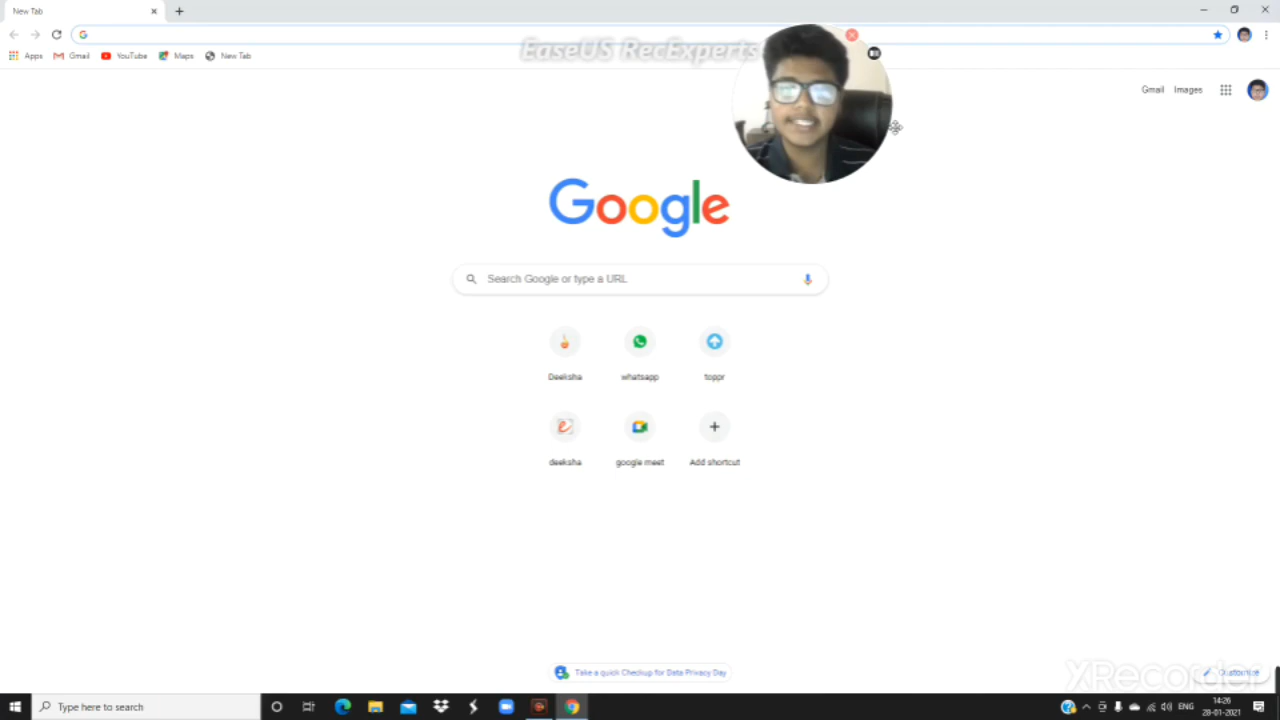 New Tab
Apps Gmail YouTube Maps New Tab
EaseUS RecExperts
Gmail Images
Google
Search Google or type a URL
Deeksha whatsapp toppr
deeksha google meet Add shortcut
Take a quick Checkup for Data Privacy Day
Customize
XRecorder
Type here to search
ENG
14:26
28-01-2021